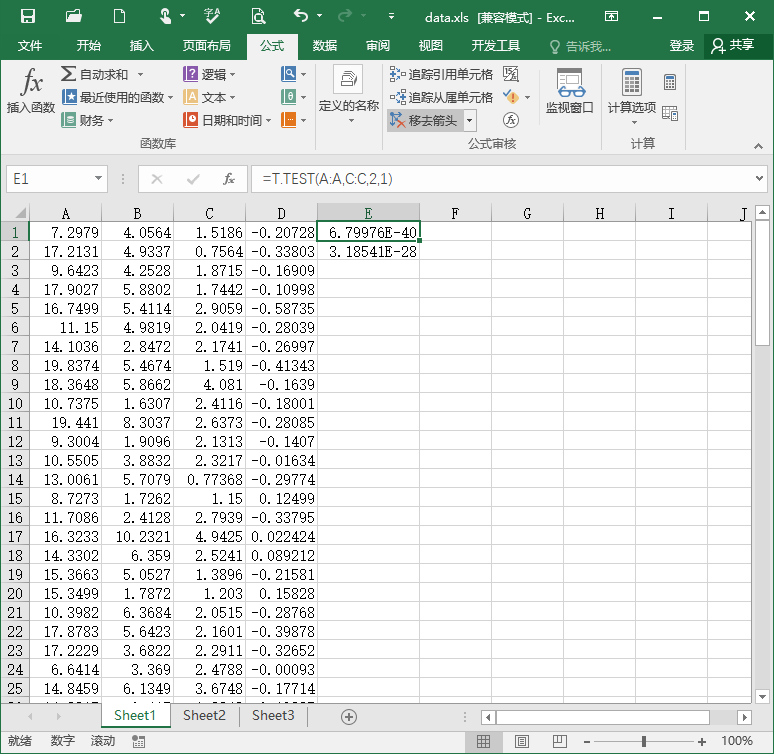 data.xls [兼容模式] - Exc...
文件 开始 插入 页面布局 公式 数据 审阅 视图 开发工具 告诉我... 登录 共享
fx 插入函数
Σ 自动求和
最近使用的函数
财务
逻辑
A 文本
日期和时间
θ
函数库
定义的名称
追踪引用单元格
追踪从属单元格
移去箭头
fx
监视窗口
公式审核
计算选项
计算
E1 fx =T.TEST(A:A,C:C,2,1)
A B C D E F G H I J
1 7.2979 4.0564 1.5186 -0.20728 6.79976E-40
2 17.2131 4.9337 0.7564 -0.33803 3.18541E-28
3 9.6423 4.2528 1.8715 -0.16909
4 17.9027 5.8802 1.7442 -0.10998
5 16.7499 5.4114 2.9059 -0.58735
6 11.15 4.9819 2.0419 -0.28039
7 14.1036 2.8472 2.1741 -0.26997
8 19.8374 5.4674 1.519 -0.41343
9 18.3648 5.8662 4.081 -0.1639
10 10.7375 1.6307 2.4116 -0.18001
11 19.441 8.3037 2.6373 -0.28085
12 9.3004 1.9096 2.1313 -0.1407
13 10.5505 3.8832 2.3217 -0.01634
14 13.0061 5.7079 0.77368 -0.29774
15 8.7273 1.7262 1.15 0.12499
16 11.7086 2.4128 2.7939 -0.33795
17 16.3233 10.2321 4.9425 0.022424
18 14.3302 6.359 2.5241 0.089212
19 15.3663 5.0527 1.3896 -0.21581
20 15.3499 1.7872 1.203 0.15828
21 10.3982 6.3684 2.0515 -0.28768
22 17.8783 5.6423 2.1601 -0.39878
23 17.2229 3.6822 2.2911 -0.32652
24 6.6414 3.369 2.4788 -0.00093
25 14.8459 6.1349 3.6748 -0.17714
Sheet1 Sheet2 Sheet3
就绪 数字 滚动 100%